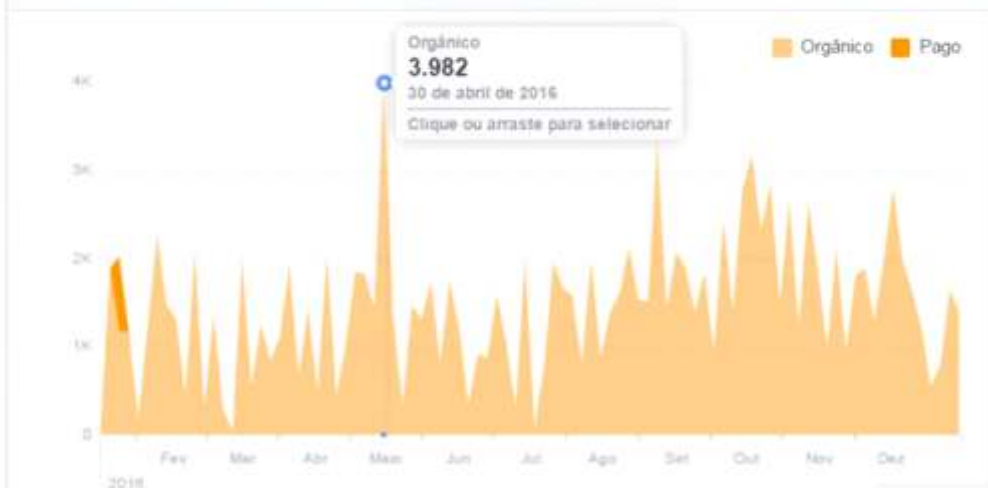 Orgânico
3.982
30 de abril de 2016
Clique ou arraste para selecionar
Orgânico Pago
4K
3K
2K
1K
0
Fev Mar Abr Maio Jun Jul Ago Set Out Nov Dez
2016